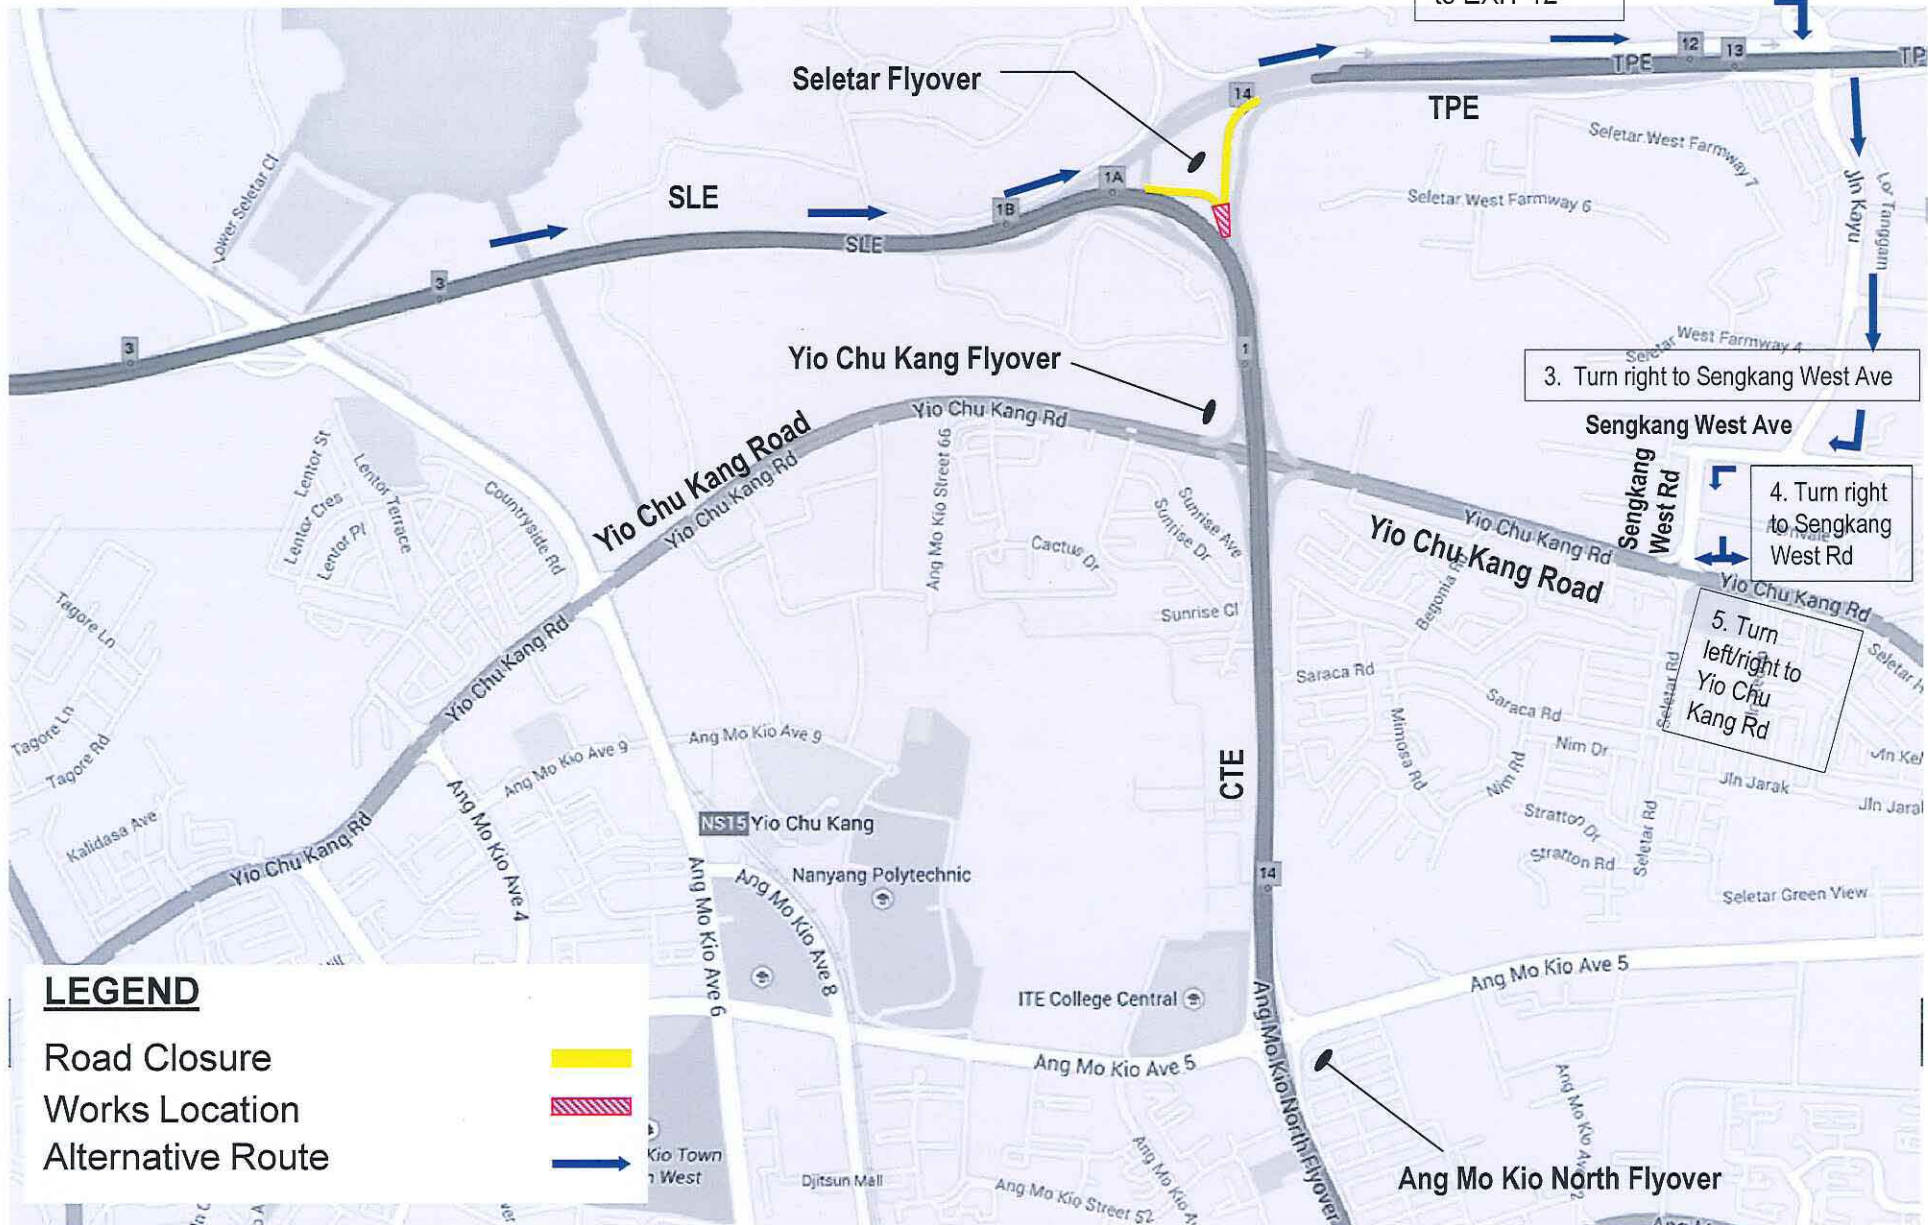 to EXIT 12
12
13
TPE
TP
Seletar Flyover
14
TPE
Seletar West Farmway 7
Lower Seletar Cl
SLE
1A
1B
Seletar West Farmway 6
Jln Kayu
Lor Tanggam
SLE
3
3
1
Seletar West Farmway 4
Yio Chu Kang Flyover
3. Turn right to Sengkang West Ave
Yio Chu Kang Rd
Sengkang West Ave
Yio Chu Kang Road
Yio Chu Kang Rd
Lentor St
Lentor Cres
Lentor Pl
Lentor Terrace
Countryside Rd
Ang Mo Kio Street 66
Cactus Dr
Sunrise Ave
Sunrise Dr
Sunrise Cl
Sengkang
West Rd
4. Turn right
to Sengkang
West Rd
Yio Chu Kang Rd
Yio Chu Kang Road
Yio Chu Kang Rd
Begonia Rd
5. Turn
left/right to
Yio Chu
Kang Rd
Tagore Ln
Yio Chu Kang Rd
Saraca Rd
Saraca Rd
Seletar Rd
Tagore Ln
Tagore Rd
Ang Mo Kio Ave 9
Ang Mo Kio Ave 9
CTE
Mimosa Rd
Nim Dr
Nim Rd
Jln Jarak
Jln Kel
Jln Jaral
Kalidasa Ave
Yio Chu Kang Rd
Ang Mo Kio Ave 4
NS15 Yio Chu Kang
Stratton Dr
Stratton Rd
Seletar Rd
Ang Mo Kio Ave 6
Ang Mo Kio Ave 8
Nanyang Polytechnic
14
Seletar Green View
LEGEND
Road Closure
Works Location
Alternative Route
ITE College Central
Ang Mo Kio Ave 5
Ang Mo Kio Ave 5
Ang Mo Kio North Flyover
Kio Town
West
Djitsun Mall
Ang Mo Kio Street 52
Ang Mo Kio North Flyover